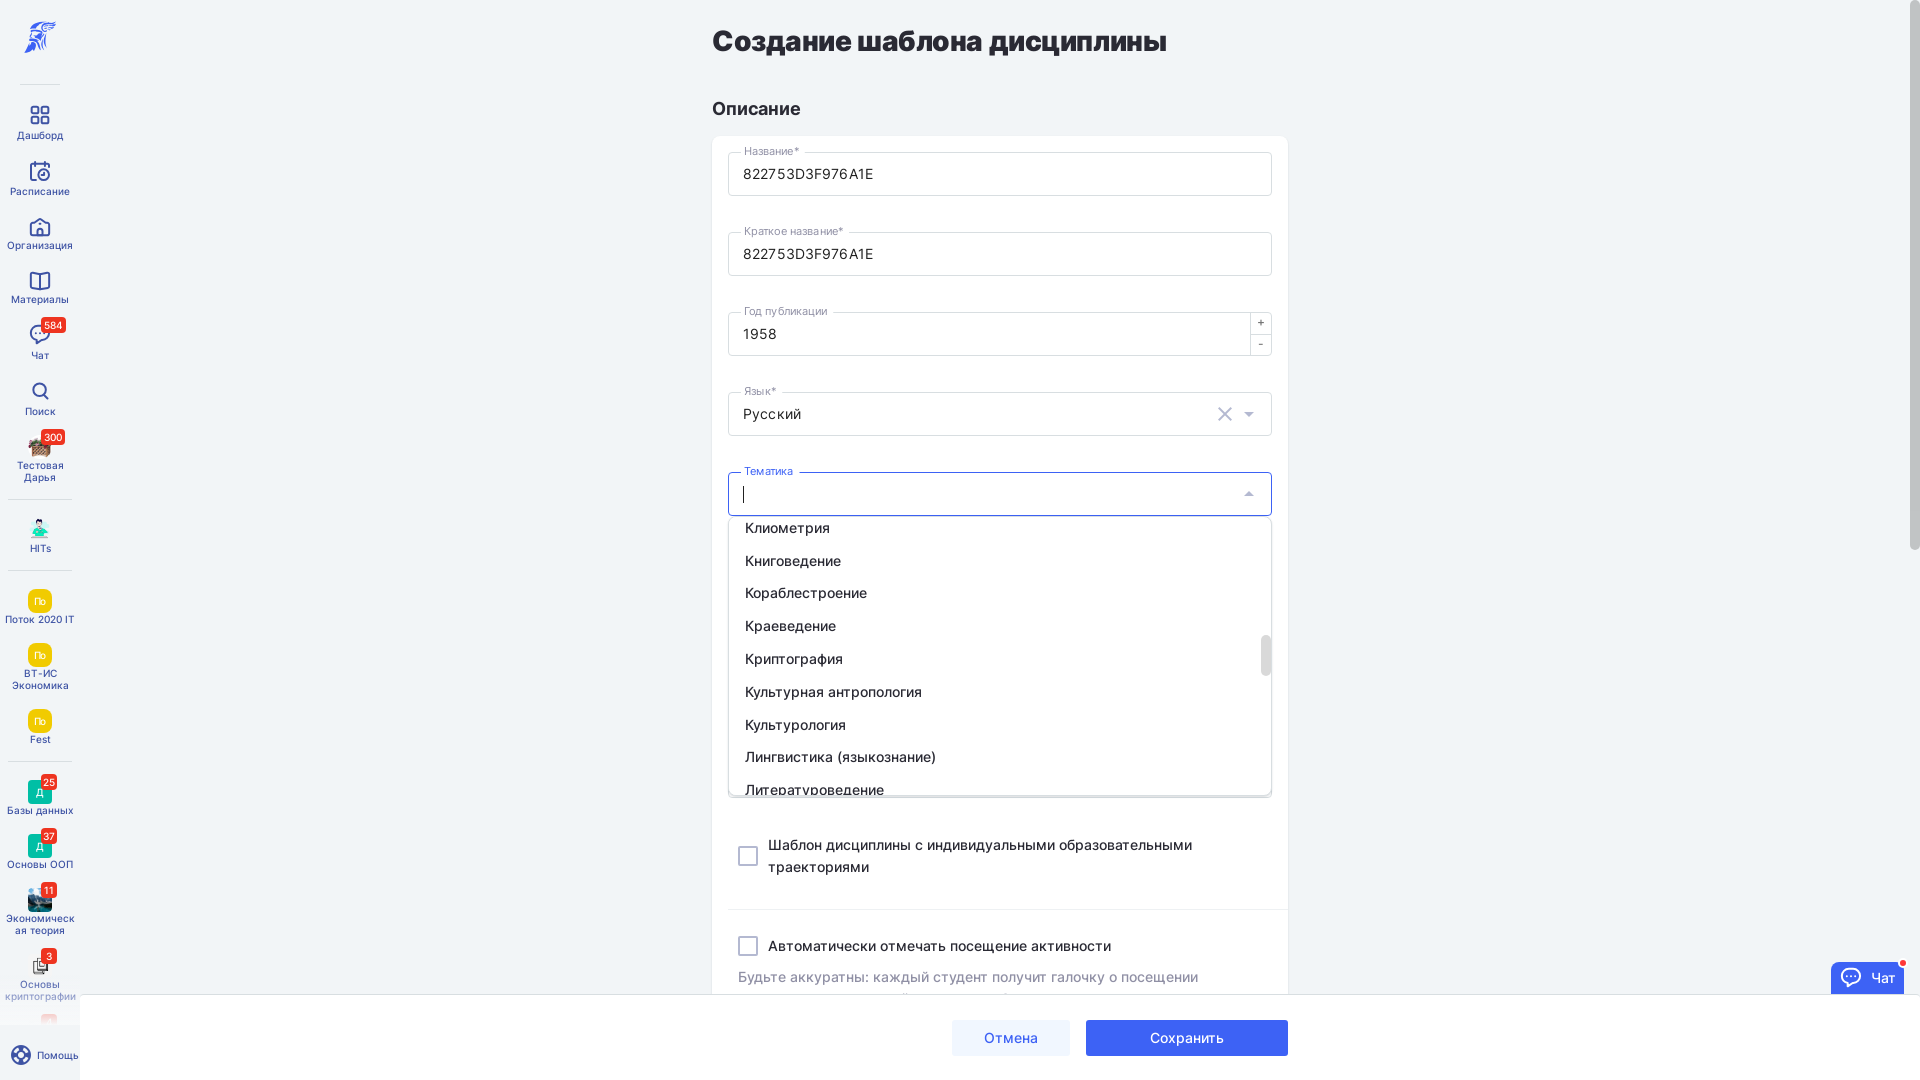 Дашборд
Расписание
Организация
Материалы
584
Чат
Поиск
300
Тестовая
Дарья
HITs
По
Поток 2020 IT
По
ВТ-ИС
Экономика
По
Fest
25
Д
Базы данных
37
Д
Основы ООП
11
Экономическ
ая теория
3
Основы
криптографии
Помощь
Создание шаблона дисциплины
Описание
Название*
822753D3F976A1E
Краткое название*
822753D3F976A1E
Год публикации
1958
+
-
Язык*
Русский
Тематика
Клиометрия
Книговедение
Кораблестроение
Краеведение
Криптография
Культурная антропология
Культурология
Лингвистика (языкознание)
Литературоведение
Шаблон дисциплины с индивидуальными образовательными
траекториями
Автоматически отмечать посещение активности
Будьте аккуратны: каждый студент получит галочку о посещении
Чат
Отмена
Сохранить